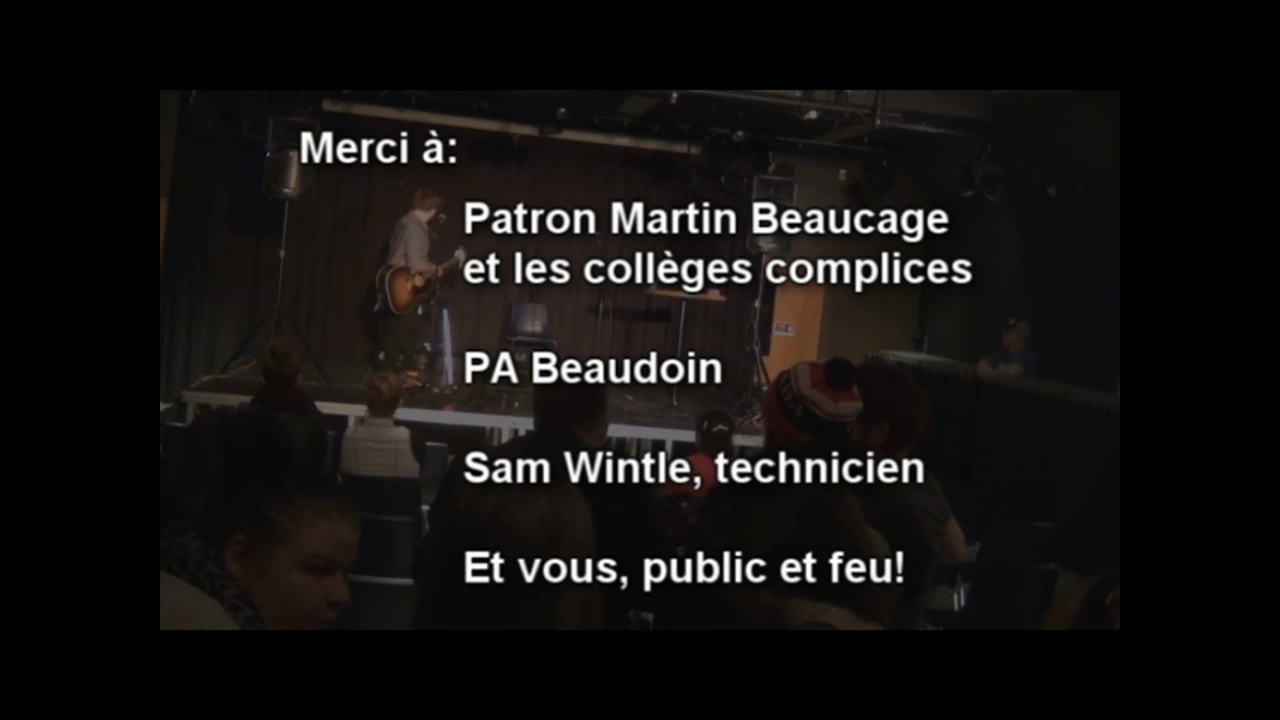 Merci à:
Patron Martin Beaucage
et les collèges complices
PA Beaudoin
Sam Wintle, technicien
Et vous, public et feu!